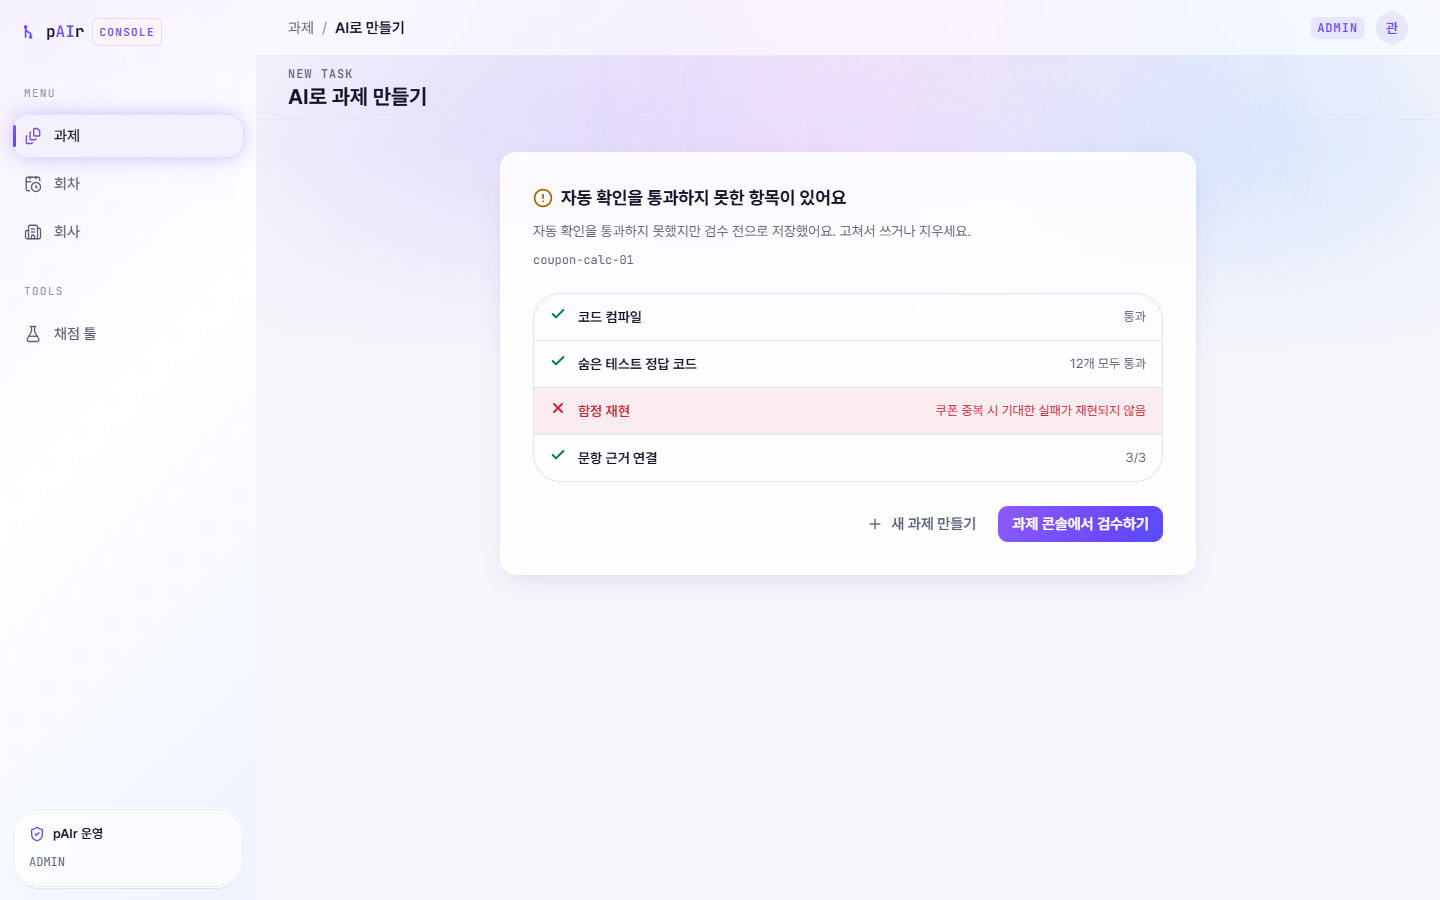 pAIr CONSOLE
과제 / AI로 만들기
ADMIN 관
MENU
과제
회차
회사
TOOLS
채점 툴
pAIr 운영
ADMIN
NEW TASK
AI로 과제 만들기
자동 확인을 통과하지 못한 항목이 있어요
자동 확인을 통과하지 못했지만 검수 전으로 저장했어요. 고쳐서 쓰거나 지우세요.
coupon-calc-01
코드 컴파일 통과
숨은 테스트 정답 코드 12개 모두 통과
함정 재현 쿠폰 중복 시 기대한 실패가 재현되지 않음
문항 근거 연결 3/3
새 과제 만들기
과제 콘솔에서 검수하기